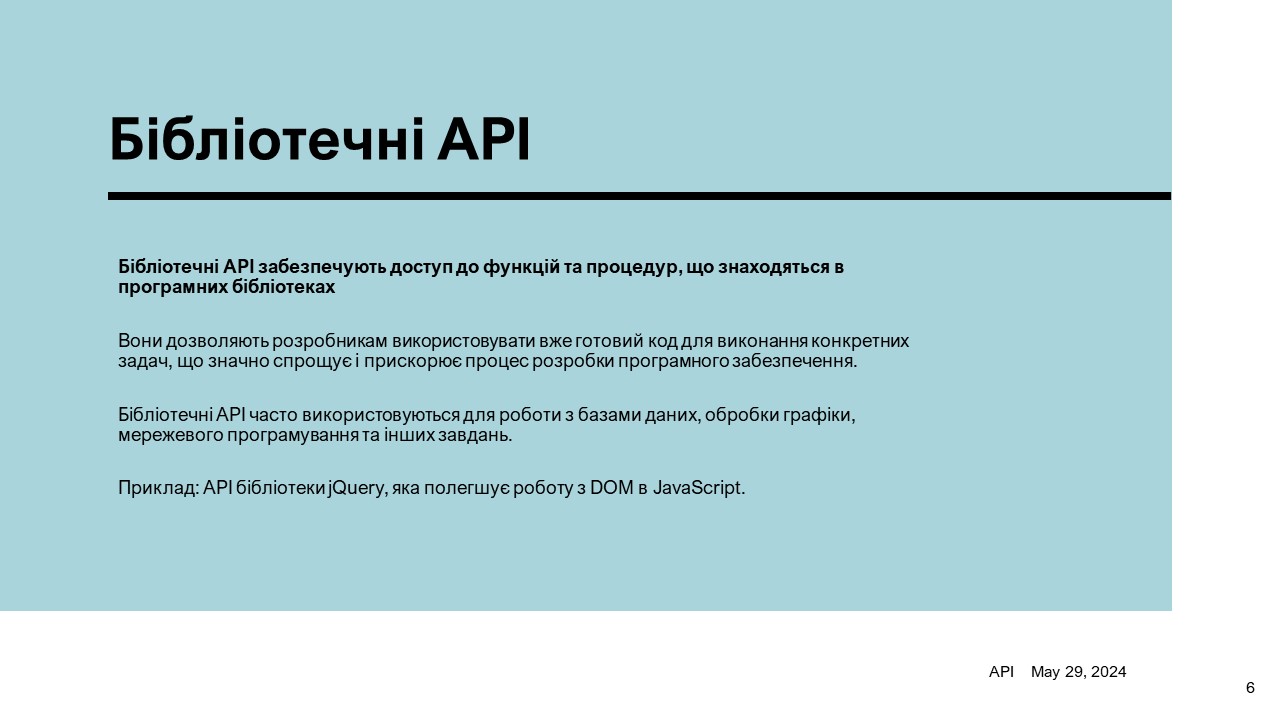 Бібліотечні API
Бібліотечні API забезпечують доступ до функцій та процедур, що знаходяться в
програмних бібліотеках
Вони дозволяють розробникам використовувати вже готовий код для виконання конкретних
задач, що значно спрощує і прискорює процес розробки програмного забезпечення.
Бібліотечні API часто використовуються для роботи з базами даних, обробки графіки,
мережевого програмування та інших завдань.
Приклад: API бібліотеки jQuery, яка полегшує роботу з DOM в JavaScript.
API May 29, 2024
6